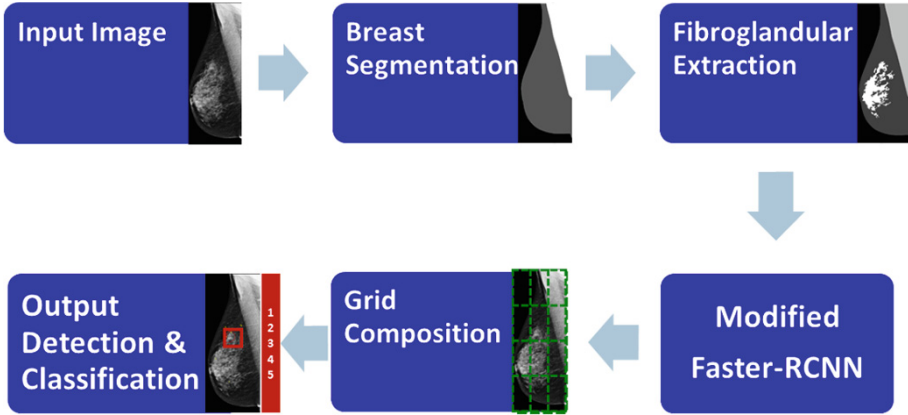 Input Image
Breast
Segmentation
Fibroglandular
Extraction
Modified
Faster-RCNN
Grid
Composition
Output
Detection &
Classification
1
2
3
4
5